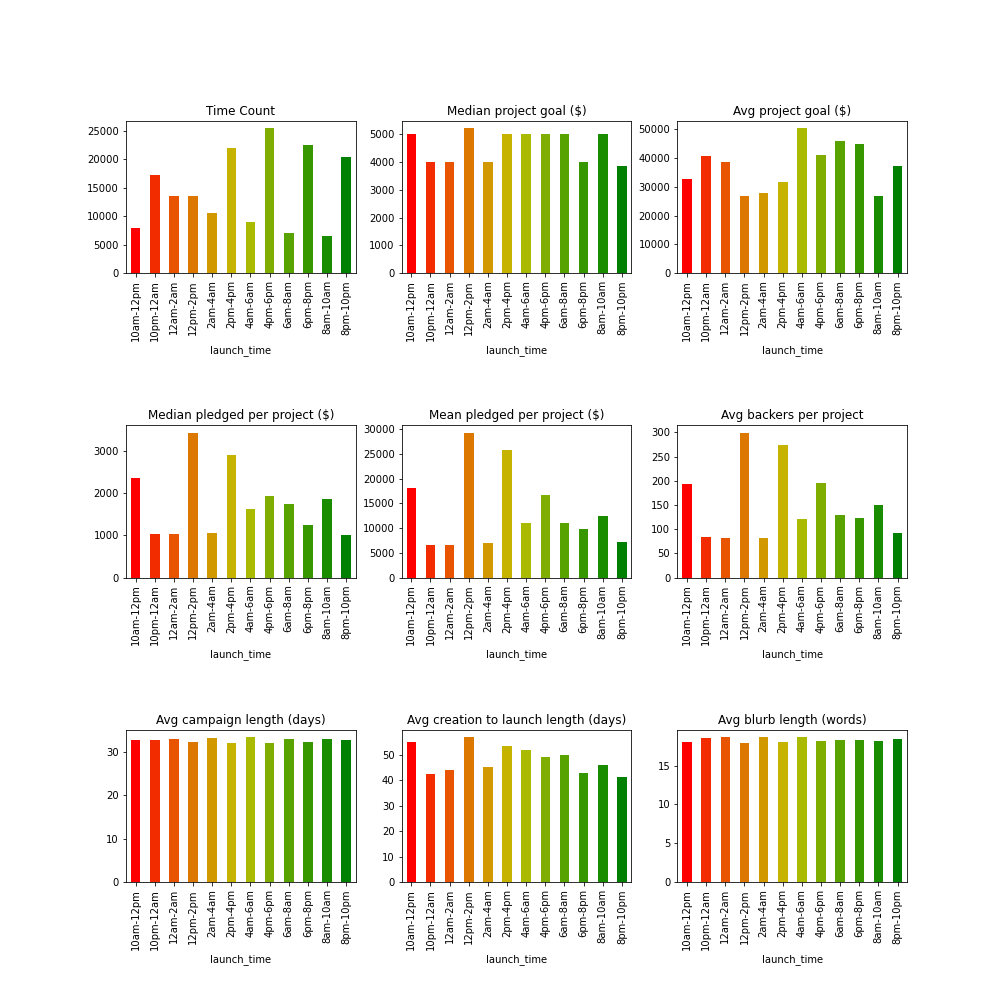 Time Count
25000
20000
15000
10000
5000
0
10am-12pm
10pm-12am
12am-2am
12pm-2pm
2am-4am
2pm-4pm
4am-6am
4pm-6pm
6am-8am
6pm-8pm
8am-10am
8pm-10pm
launch_time
Median project goal ($)
5000
4000
3000
2000
1000
0
10am-12pm
10pm-12am
12am-2am
12pm-2pm
2am-4am
2pm-4pm
4am-6am
4pm-6pm
6am-8am
6pm-8pm
8am-10am
8pm-10pm
launch_time
Avg project goal ($)
50000
40000
30000
20000
10000
0
10am-12pm
10pm-12am
12am-2am
12pm-2pm
2am-4am
2pm-4pm
4am-6am
4pm-6pm
6am-8am
6pm-8pm
8am-10am
8pm-10pm
launch_time
Median pledged per project ($)
3000
2000
1000
0
10am-12pm
10pm-12am
12am-2am
12pm-2pm
2am-4am
2pm-4pm
4am-6am
4pm-6pm
6am-8am
6pm-8pm
8am-10am
8pm-10pm
launch_time
Mean pledged per project ($)
30000
25000
20000
15000
10000
5000
0
10am-12pm
10pm-12am
12am-2am
12pm-2pm
2am-4am
2pm-4pm
4am-6am
4pm-6pm
6am-8am
6pm-8pm
8am-10am
8pm-10pm
launch_time
Avg backers per project
300
250
200
150
100
50
0
10am-12pm
10pm-12am
12am-2am
12pm-2pm
2am-4am
2pm-4pm
4am-6am
4pm-6pm
6am-8am
6pm-8pm
8am-10am
8pm-10pm
launch_time
Avg campaign length (days)
30
20
10
0
10am-12pm
10pm-12am
12am-2am
12pm-2pm
2am-4am
2pm-4pm
4am-6am
4pm-6pm
6am-8am
6pm-8pm
8am-10am
8pm-10pm
launch_time
Avg creation to launch length (days)
50
40
30
20
10
0
10am-12pm
10pm-12am
12am-2am
12pm-2pm
2am-4am
2pm-4pm
4am-6am
4pm-6pm
6am-8am
6pm-8pm
8am-10am
8pm-10pm
launch_time
Avg blurb length (words)
15
10
5
0
10am-12pm
10pm-12am
12am-2am
12pm-2pm
2am-4am
2pm-4pm
4am-6am
4pm-6pm
6am-8am
6pm-8pm
8am-10am
8pm-10pm
launch_time